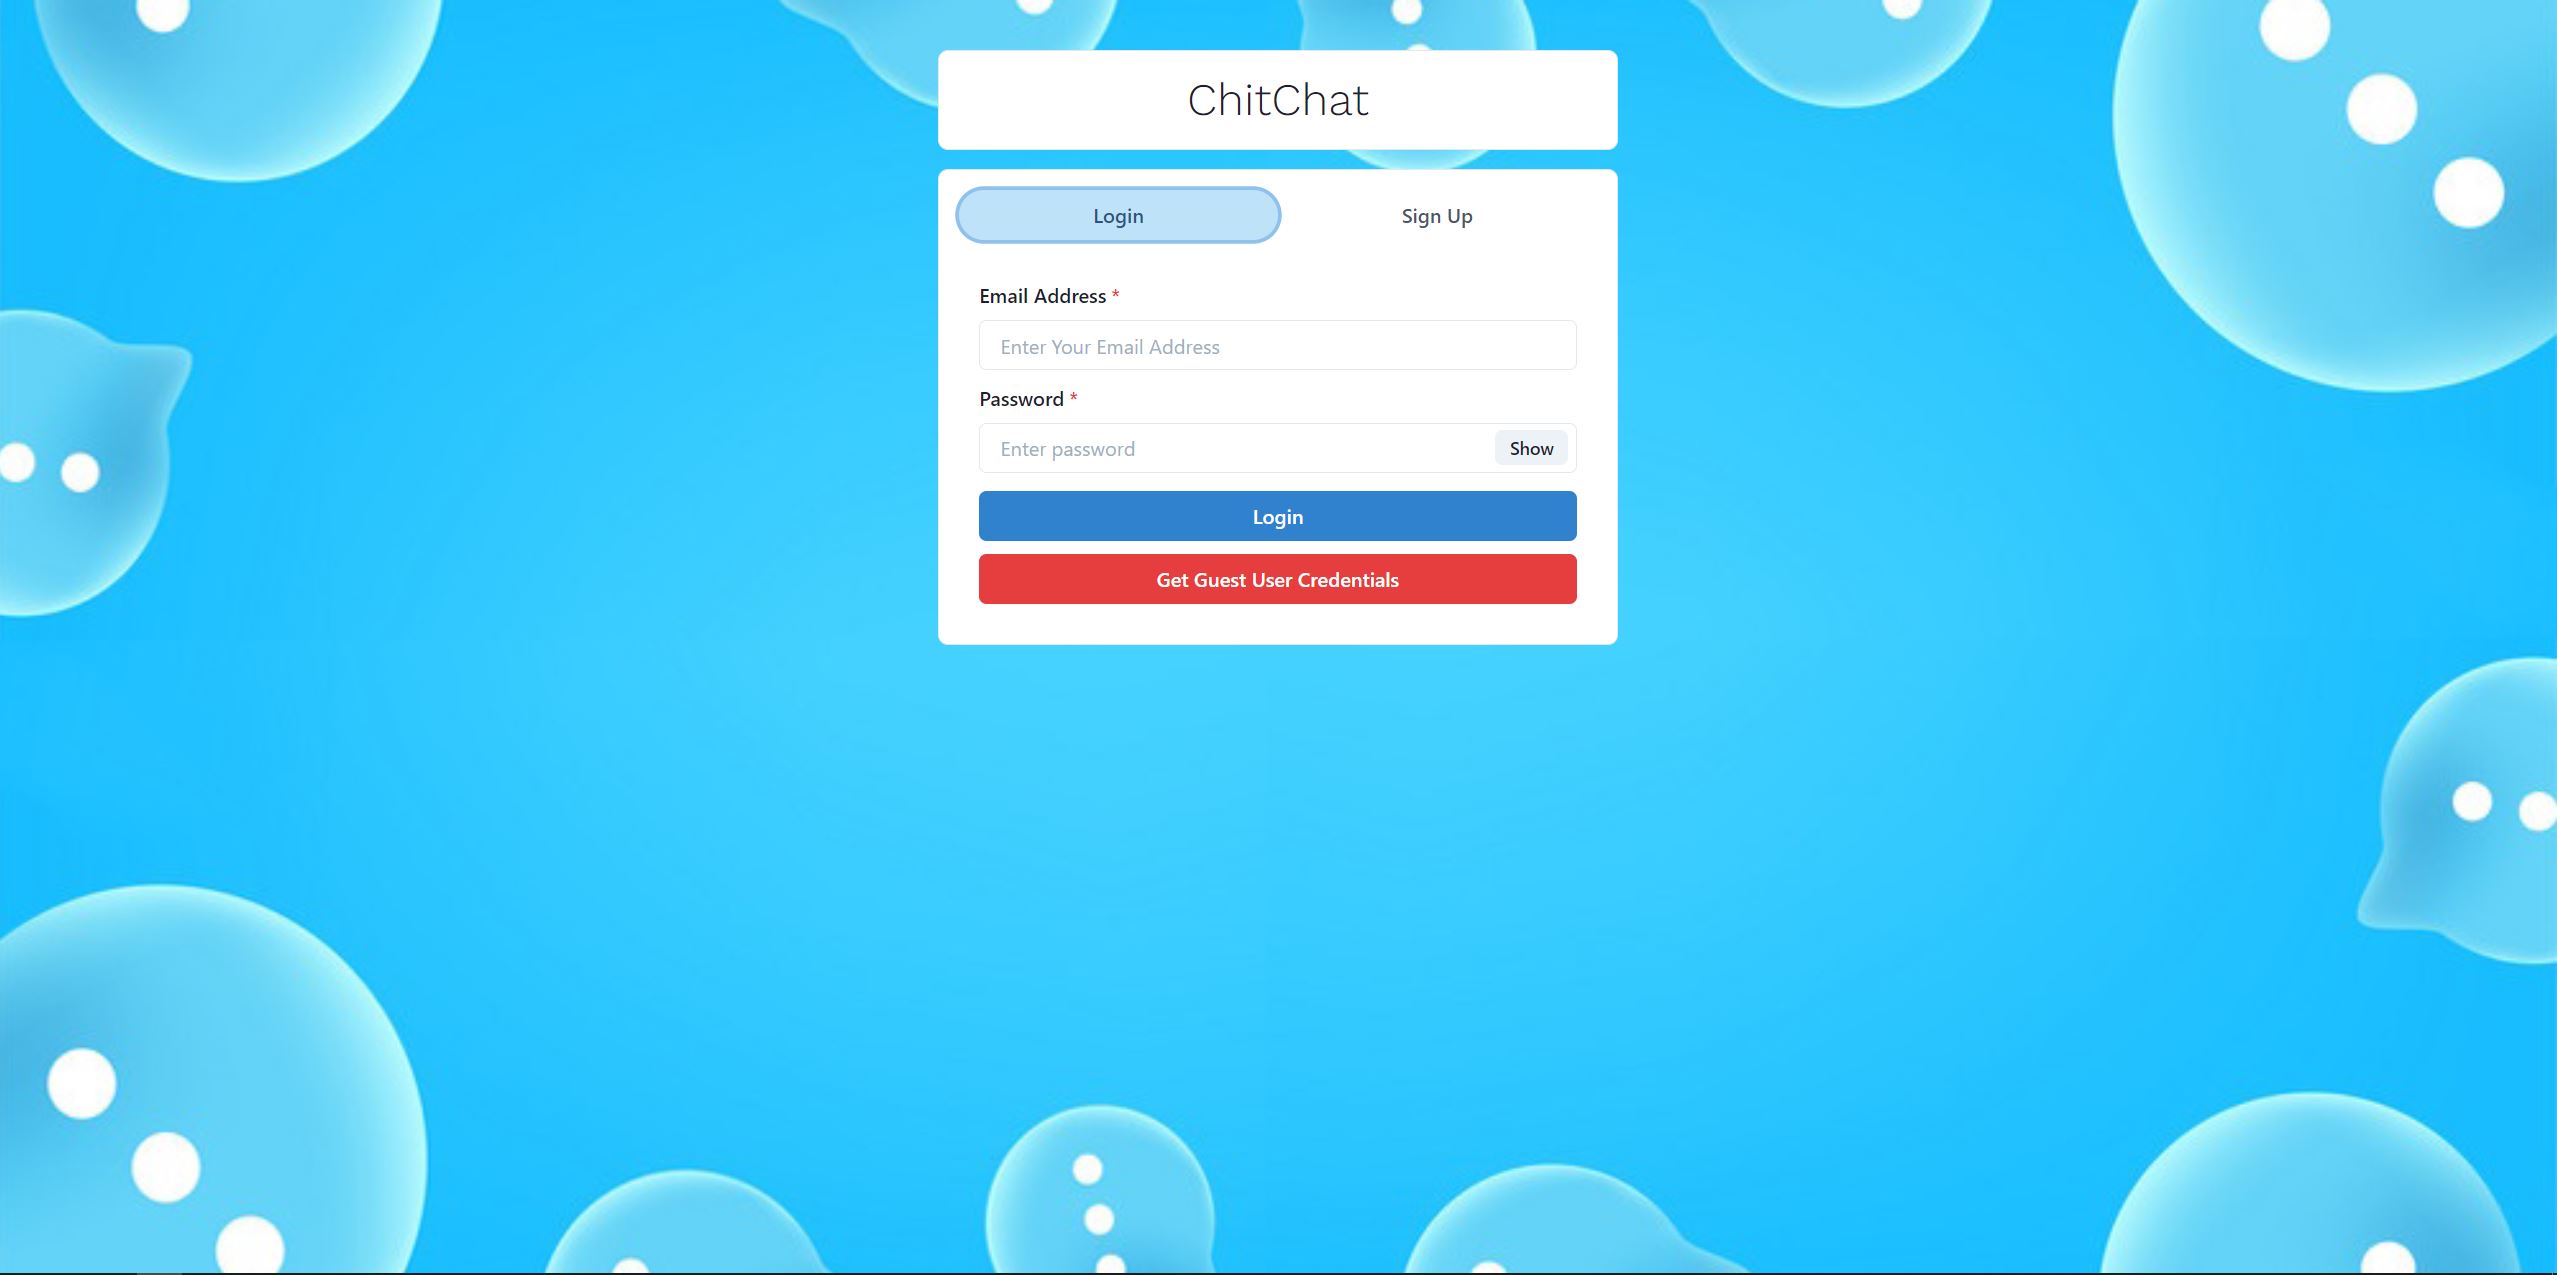 ChitChat
Login
Sign Up
Email Address *
Enter Your Email Address
Password *
Enter password
Show
Login
Get Guest User Credentials